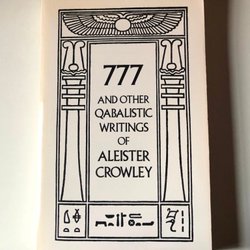 777
AND OTHER
QABALISTIC
WRITINGS
OF
ALEISTER
CROWLEY